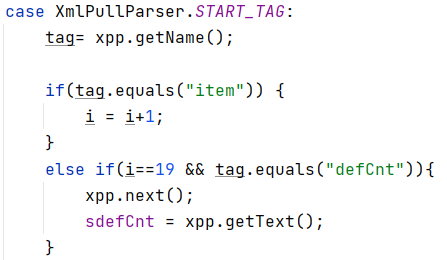 case XmlPullParser.START_TAG:
tag= xpp.getName();
if(tag.equals("item")) {
i = i+1;
}
else if(i==19 && tag.equals("defCnt")){
xpp.next();
sdefCnt = xpp.getText();
}